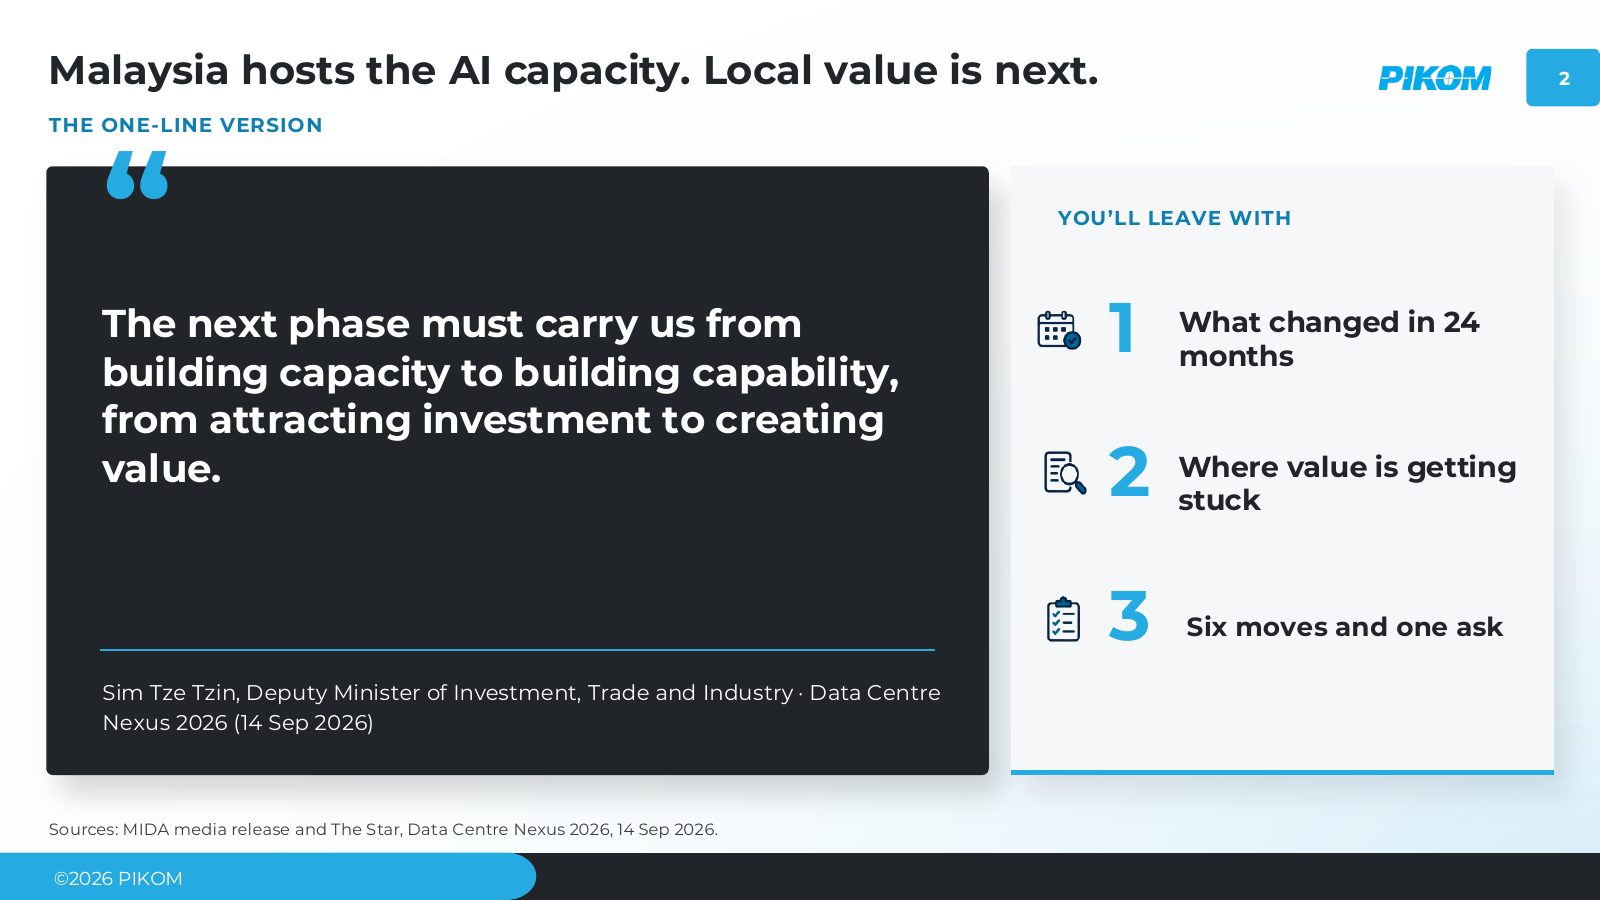 Malaysia hosts the AI capacity. Local value is next.
PIKOM
2
THE ONE-LINE VERSION
“
The next phase must carry us from
building capacity to building capability,
from attracting investment to creating
value.
Sim Tze Tzin, Deputy Minister of Investment, Trade and Industry · Data Centre
Nexus 2026 (14 Sep 2026)
YOU’LL LEAVE WITH
1
What changed in 24
months
2
Where value is getting
stuck
3
Six moves and one ask
Sources: MIDA media release and The Star, Data Centre Nexus 2026, 14 Sep 2026.
©2026 PIKOM